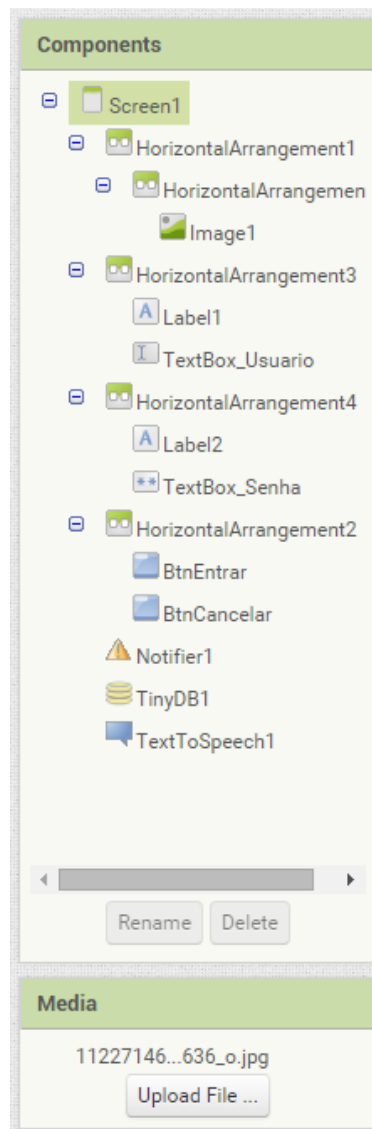 Components
Screen1
HorizontalArrangement1
HorizontalArrangemen
Image1
HorizontalArrangement3
A Label1
TextBox_Usuario
HorizontalArrangement4
A Label2
** TextBox_Senha
HorizontalArrangement2
BtnEntrar
BtnCancelar
Notifier1
TinyDB1
TextToSpeech1
Rename Delete
Media
11227146...636_o.jpg
Upload File ...